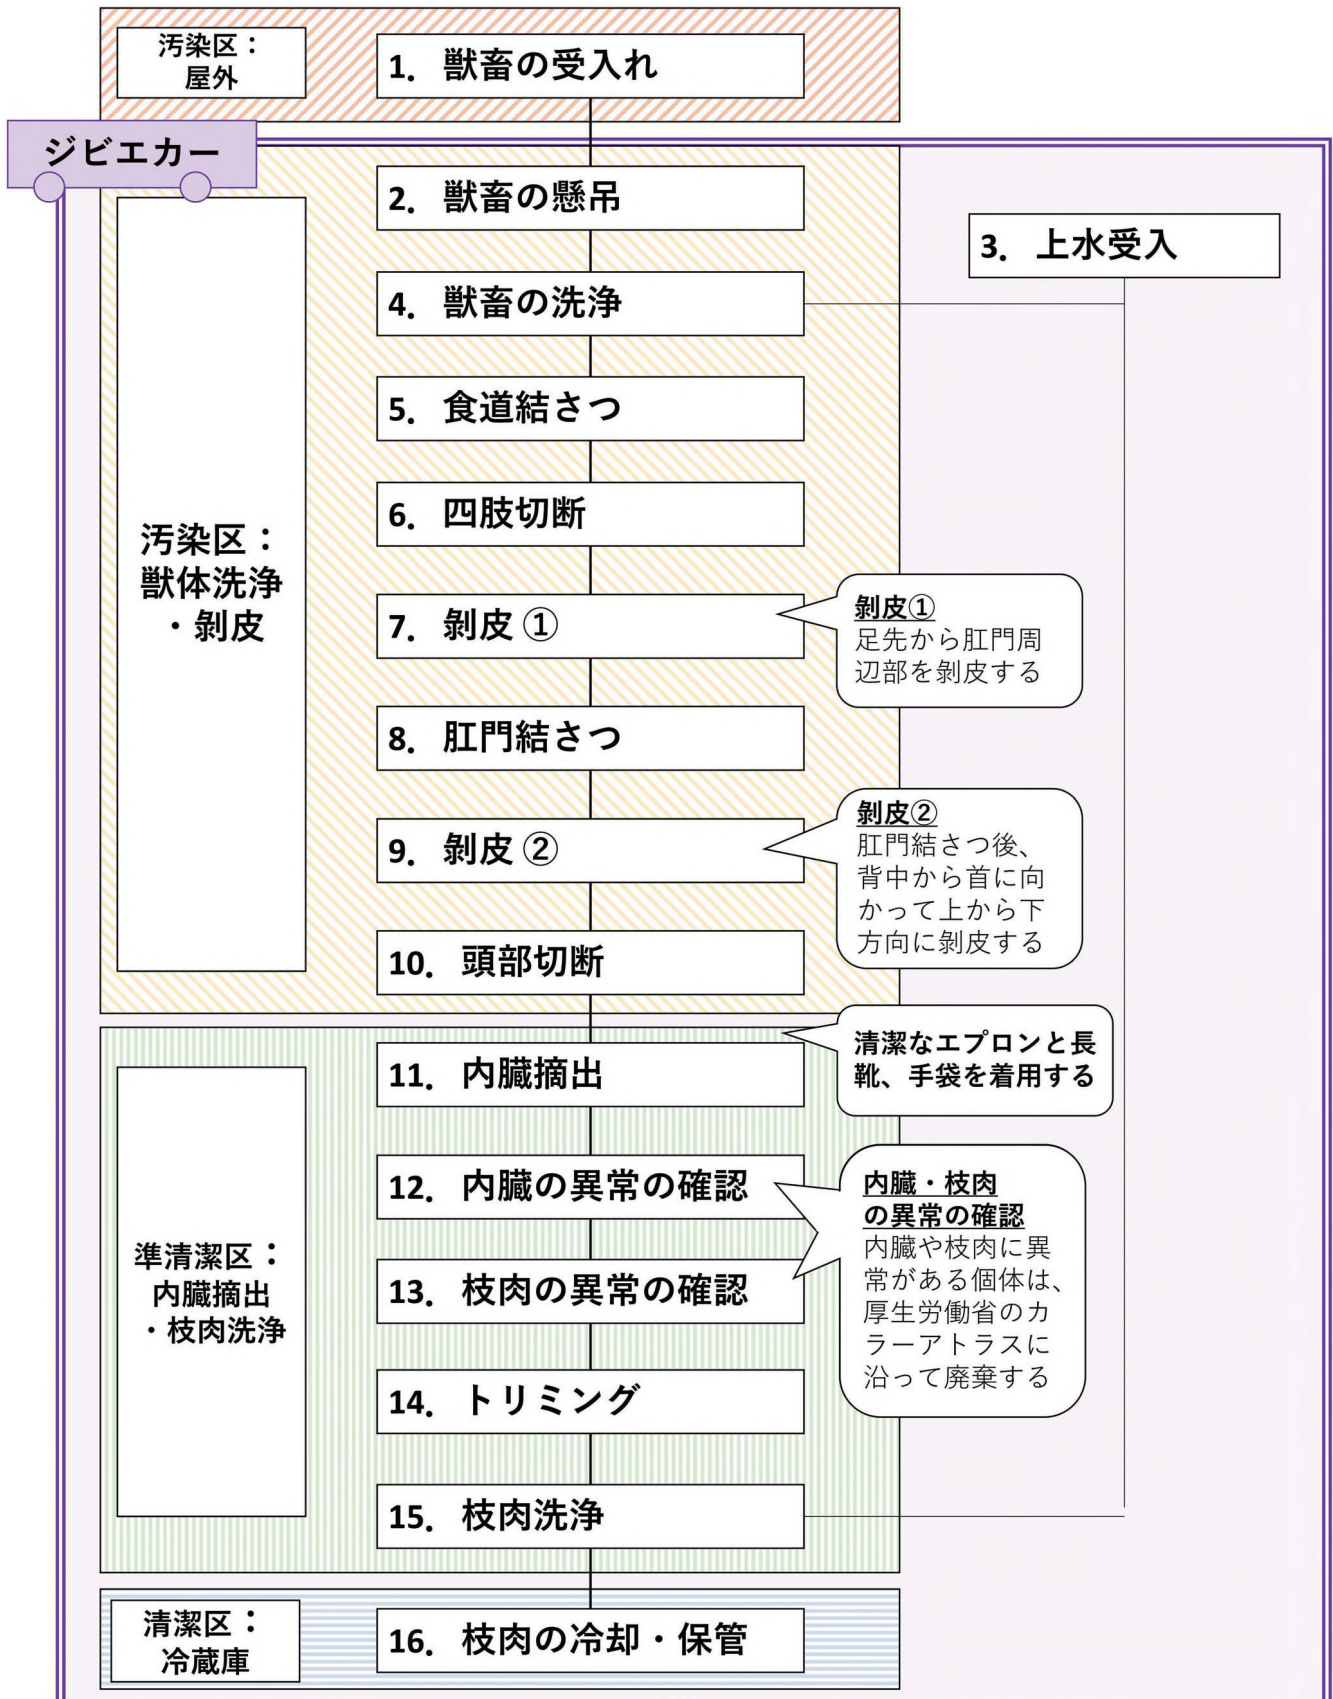 汚染区：
屋外
1．獣畜の受入れ
ジビエカー
2．獣畜の懸吊
3．上水受入
4．獣畜の洗浄
5．食道結さつ
6．四肢切断
汚染区：
獣体洗浄
・剝皮
7．剝皮 ①
剝皮①
足先から肛門周
辺部を剝皮する
8．肛門結さつ
9．剝皮 ②
剝皮②
肛門結さつ後、
背中から首に向
かって上から下
方向に剝皮する
10．頭部切断
11．内臓摘出
清潔なエプロンと長
靴、手袋を着用する
12．内臓の異常の確認
13．枝肉の異常の確認
内臓・枝肉
の異常の確認
内臓や枝肉に異
常がある個体は、
厚生労働省のカ
ラーアトラスに
沿って廃棄する
準清潔区：
内臓摘出
・枝肉洗浄
14．トリミング
15．枝肉洗浄
清潔区：
冷蔵庫
16．枝肉の冷却・保管